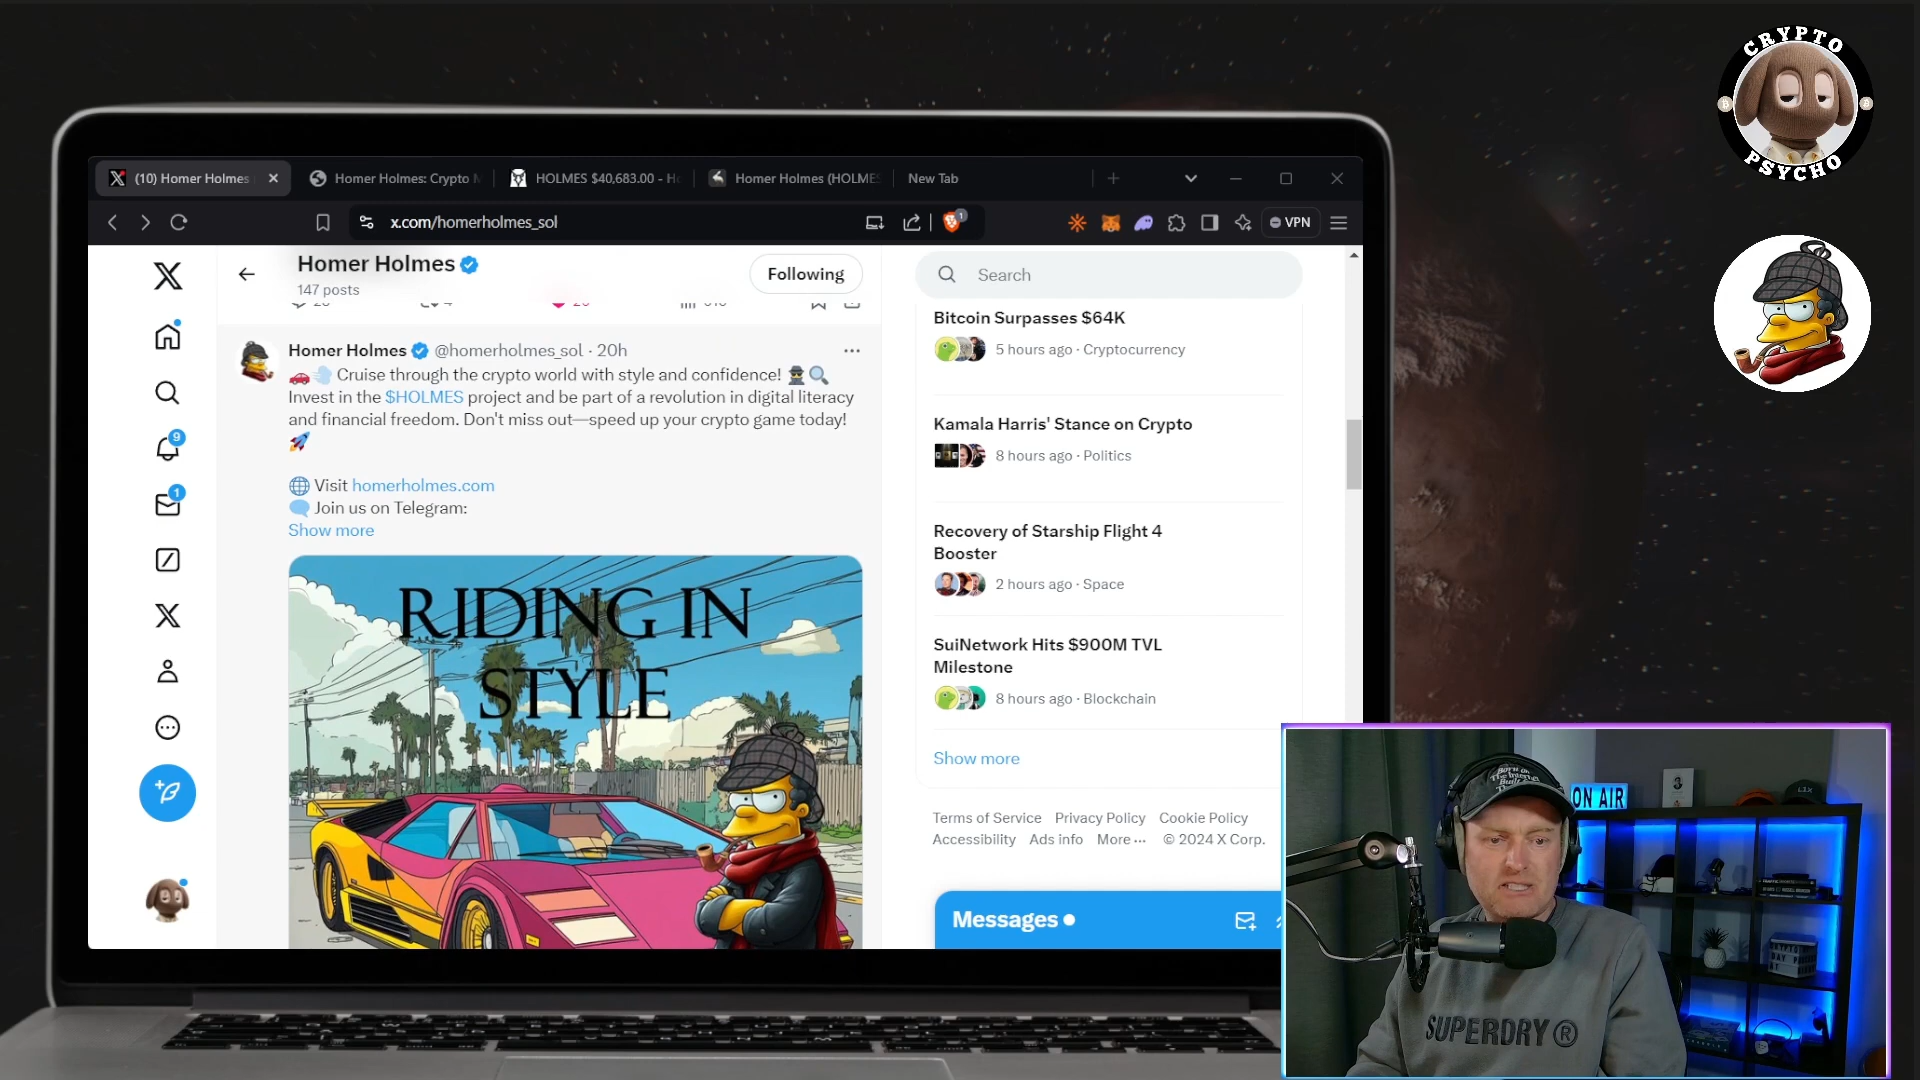 CRYPTO
PSYCHO
(10) Homer Holmes
Homer Holmes: Crypto
HOLMES $40,683.00 - H
Homer Holmes (HOLMES
New Tab
x.com/homerholmes_sol
1
VPN
Homer Holmes
147 posts
Following
Search
Homer Holmes @homerholmes_sol · 20h
🚗💨 Cruise through the crypto world with style and confidence! 🕵️🔍
Invest in the $HOLMES project and be part of a revolution in digital literacy
and financial freedom. Don't miss out—speed up your crypto game today!
🚀
🌐 Visit homerholmes.com
🗨️ Join us on Telegram:
Show more
RIDING IN
STYLE
9
1
Bitcoin Surpasses $64K
5 hours ago · Cryptocurrency
Kamala Harris' Stance on Crypto
8 hours ago · Politics
Recovery of Starship Flight 4
Booster
2 hours ago · Space
SuiNetwork Hits $900M TVL
Milestone
8 hours ago · Blockchain
Show more
Terms of Service Privacy Policy Cookie Policy
Accessibility Ads info More ··· © 2024 X Corp.
Messages
ON AIR
SUPERDRY®